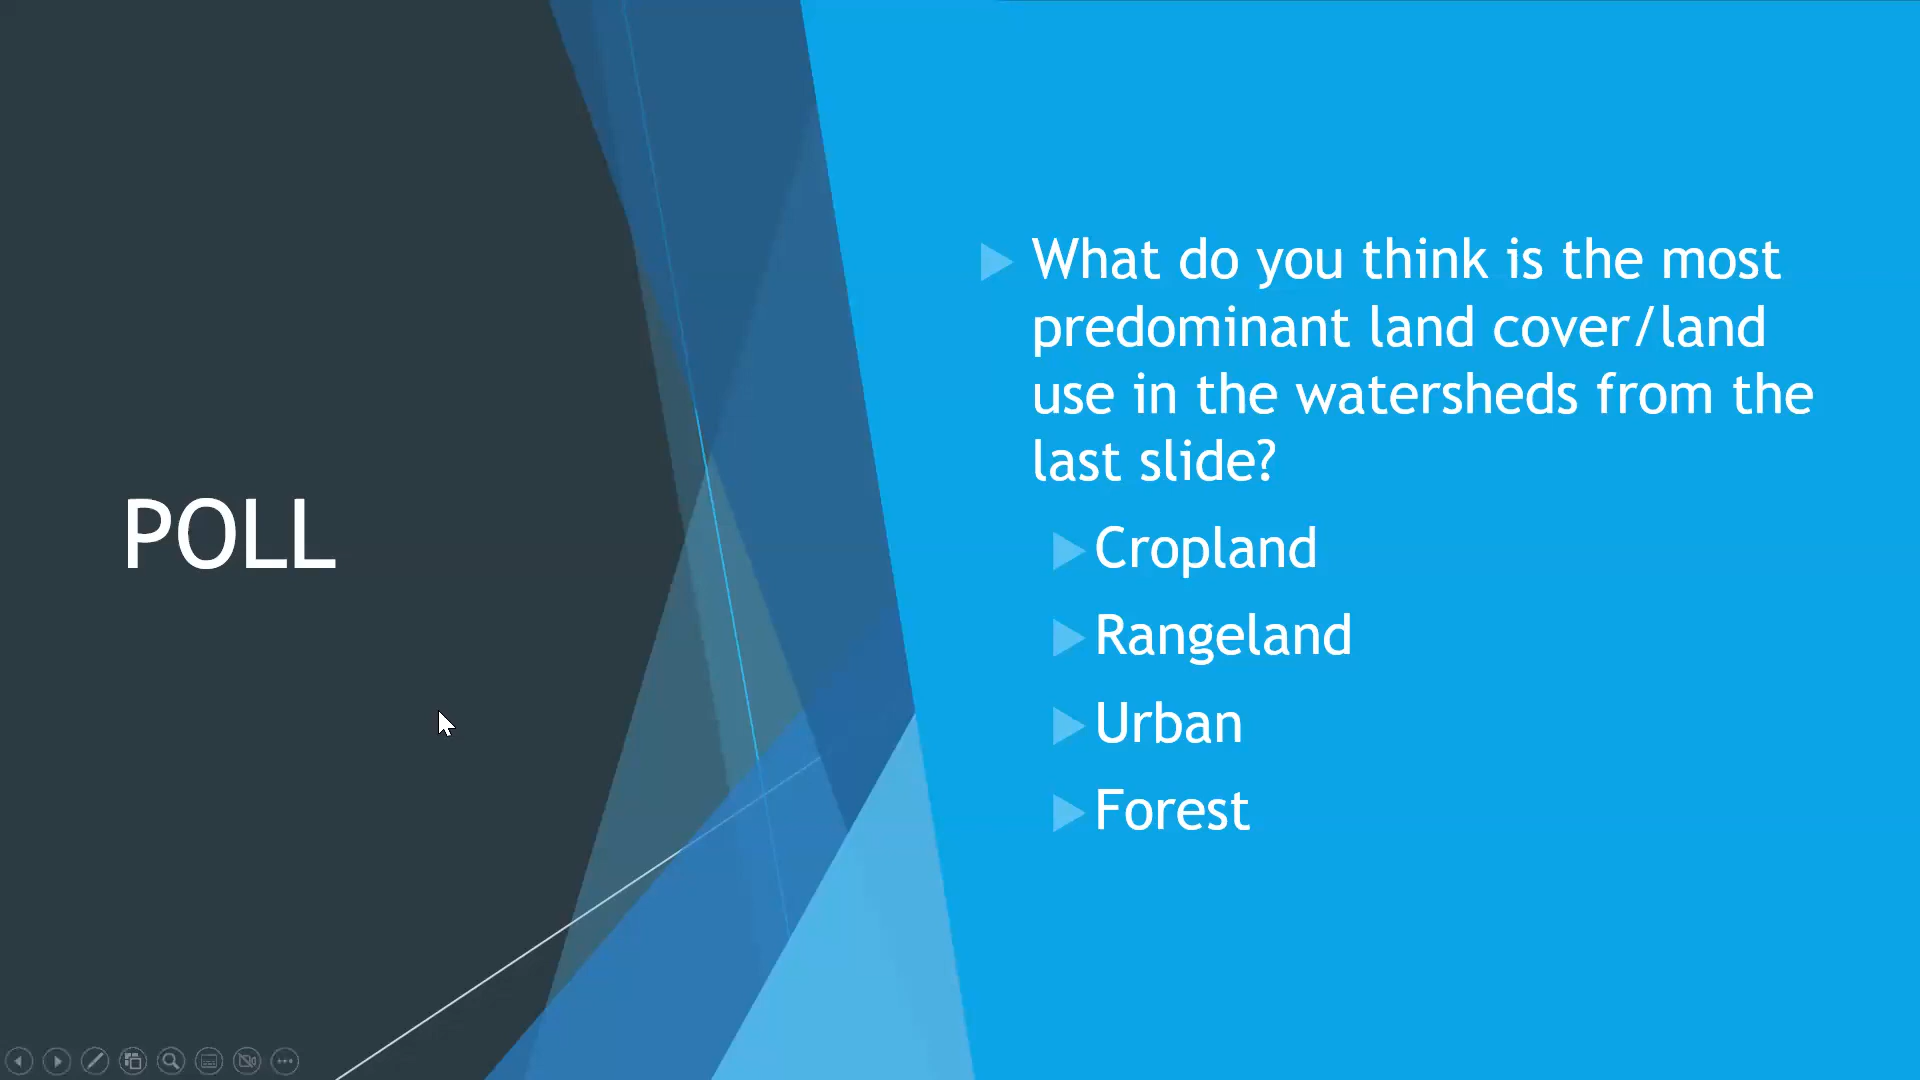 POLL
What do you think is the most
predominant land cover/land
use in the watersheds from the
last slide?
Cropland
Rangeland
Urban
Forest